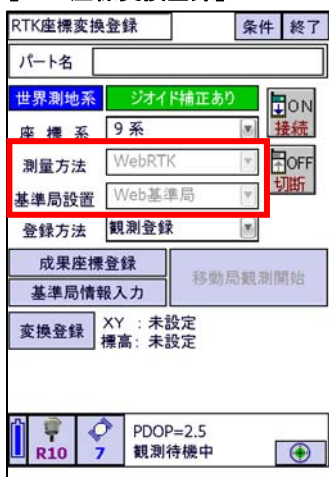 RTK座標変換登録 条件 終了
パート名
世界測地系 ジオイド補正あり
ON
接続
座標系 9系
測量方法 WebRTK
OFF
切断
基準局設置 Web基準局
登録方法 観測登録
成果座標登録
移動局観測開始
基準局情報入力
変換登録
XY :未設定
標高:未設定
R10 7
PDOP=2.5
観測待機中